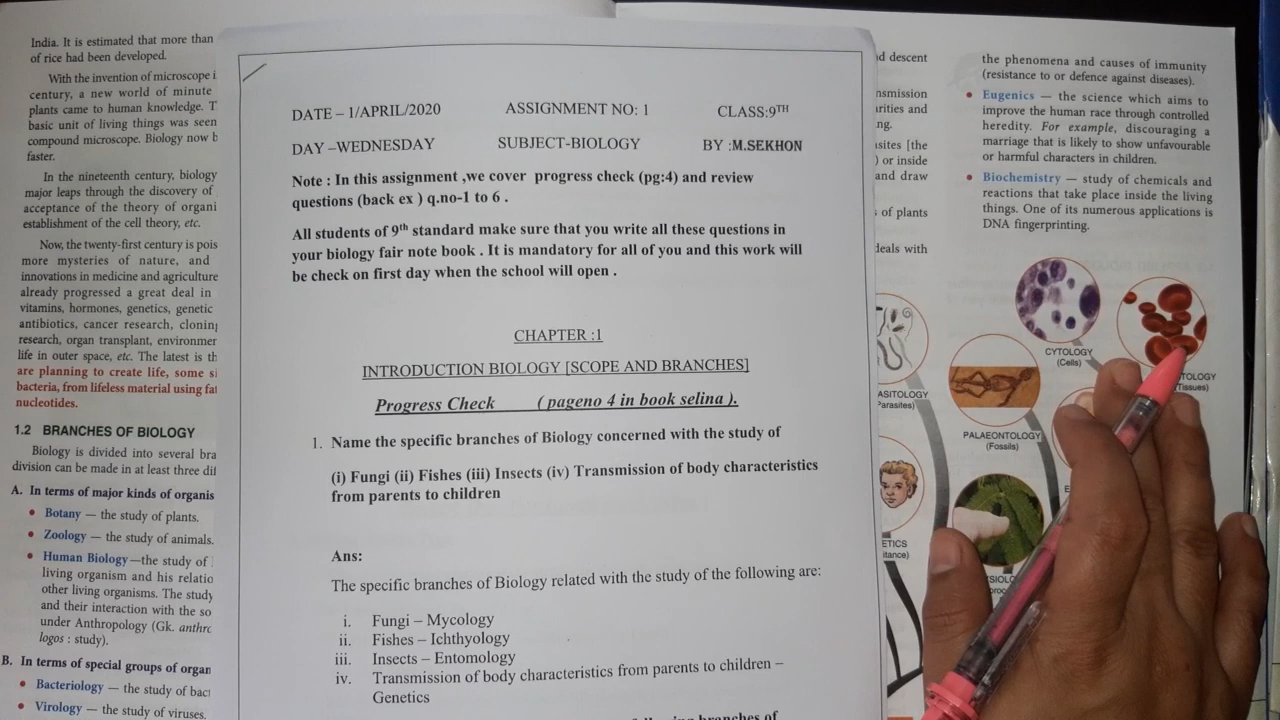 India. It is estimated that more than
of rice had been developed.
With the invention of microscope
century, a new world of minute
plants came to human knowledge.
basic unit of living things was seen
compound microscope. Biology now
faster.
In the nineteenth century, biology
major leaps through the discovery of
acceptance of the theory of
establishment of the cell theory, etc.
Now, the twenty-first century is
more mysteries of nature, and
innovations in medicine and agriculture
already progressed a great deal in
vitamins, hormones, genetics, genetic
antibiotics, cancer research,
research, organ transplant,
life in outer space, etc. The latest is
are planning to create life, some
bacteria, from lifeless material using
nucleotides.
1.2 BRANCHES OF BIOLOGY
Biology is divided into several
division can be made in at least three
A. In terms of major kinds of
• Botany — the study of plants.
• Zoology — the study of animals.
• Human Biology—the study of
living organism and his
other living organisms. The study
and their interaction with the
under Anthropology (Gk.
logos : study).
B. In terms of special groups of
• Bacteriology — the study of
• Virology — the study of viruses.
DATE – 1/APRIL/2020 ASSIGNMENT NO: 1 CLASS:9TH
DAY –WEDNESDAY SUBJECT-BIOLOGY BY :M.SEKHON
Note : In this assignment ,we cover progress check (pg:4) and review
questions (back ex ) q.no-1 to 6 .
All students of 9th standard make sure that you write all these questions in
your biology fair note book . It is mandatory for all of you and this work will
be check on first day when the school will open .
CHAPTER :1
INTRODUCTION BIOLOGY [SCOPE AND BRANCHES]
Progress Check ( pageno 4 in book selina ).
1. Name the specific branches of Biology concerned with the study of
(i) Fungi (ii) Fishes (iii) Insects (iv) Transmission of body characteristics
from parents to children
Ans:
The specific branches of Biology related with the study of the following are:
i. Fungi – Mycology
ii. Fishes – Ichthyology
iii. Insects – Entomology
iv. Transmission of body characteristics from parents to children –
Genetics
branches of
descent
and
[the
) or inside
and draw
of plants
deals with
the phenomena and causes of immunity
(resistance to or defence against diseases).
• Eugenics — the science which aims to
improve the human race through controlled
heredity. For example, discouraging a
marriage that is likely to show unfavourable
or harmful characters in children.
• Biochemistry — study of chemicals and
reactions that take place inside the living
things. One of its numerous applications is
DNA fingerprinting.
CYTOLOGY
(Cells)
Tissues)
Parasites)
PALAEONTOLOGY
(Fossils)